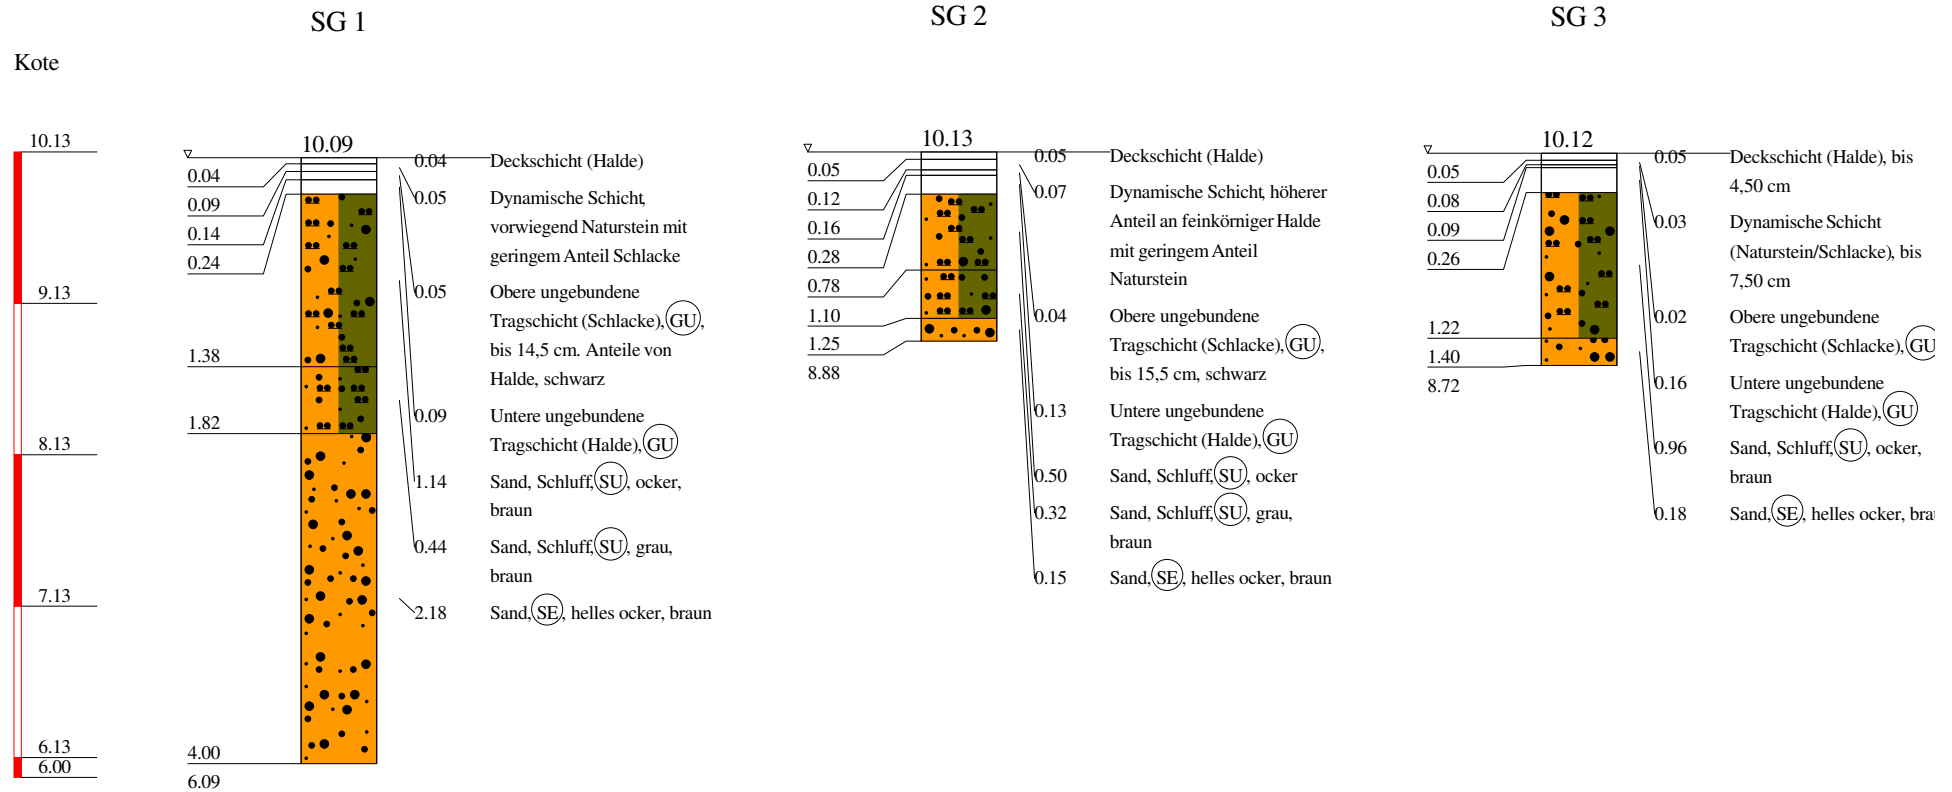 SG 1
SG 2
SG 3
Kote
10.13
9.13
8.13
7.13
6.13
6.00
10.09
0.04
0.09
0.14
0.24
1.38
1.82
4.00
6.09
0.04 Deckschicht (Halde)
0.05 Dynamische Schicht,
vorwiegend Naturstein mit
geringem Anteil Schlacke
0.05 Obere ungebundene
Tragschicht (Schlacke), GU,
bis 14,5 cm. Anteile von
Halde, schwarz
0.09 Untere ungebundene
Tragschicht (Halde), GU
1.14 Sand, Schluff, SU, ocker,
braun
0.44 Sand, Schluff, SU, grau,
braun
2.18 Sand, SE, helles ocker, braun
10.13
0.05
0.12
0.16
0.28
0.78
1.10
1.25
8.88
0.05 Deckschicht (Halde)
0.07 Dynamische Schicht, höherer
Anteil an feinkörniger Halde
mit geringem Anteil
Naturstein
0.04 Obere ungebundene
Tragschicht (Schlacke), GU,
bis 15,5 cm, schwarz
0.13 Untere ungebundene
Tragschicht (Halde), GU
0.50 Sand, Schluff, SU, ocker
0.32 Sand, Schluff, SU, grau,
braun
0.15 Sand, SE, helles ocker, braun
10.12
0.05
0.08
0.09
0.26
1.22
1.40
8.72
0.05 Deckschicht (Halde), bis
4,50 cm
0.03 Dynamische Schicht
(Naturstein/Schlacke), bis
7,50 cm
0.02 Obere ungebundene
Tragschicht (Schlacke), GU
0.16 Untere ungebundene
Tragschicht (Halde), GU
0.96 Sand, Schluff, SU, ocker,
braun
0.18 Sand, SE, helles ocker, brau